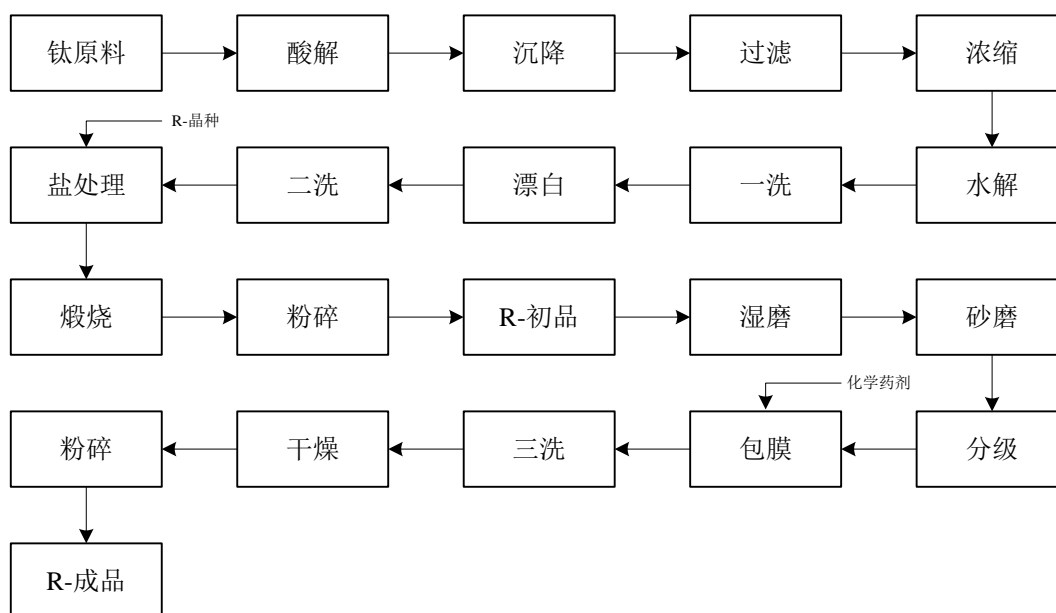 钛原料
酸解
沉降
过滤
浓缩
R-晶种
盐处理
二洗
漂白
一洗
水解
煅烧
粉碎
R-初品
湿磨
砂磨
化学药剂
粉碎
干燥
三洗
包膜
分级
R-成品